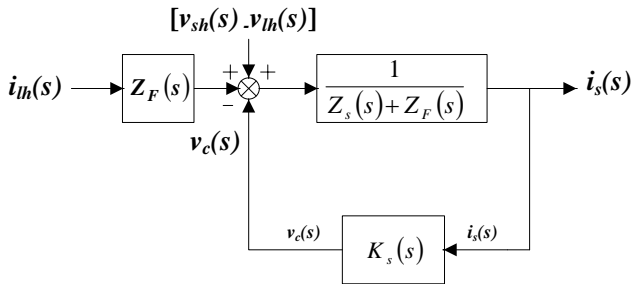 [v_sh(s) - v_lh(s)]
i_lh(s)
Z_F(s)
+
+
−
1
Z_s(s)+Z_F(s)
i_s(s)
v_c(s)
v_c(s)
K_s(s)
i_s(s)